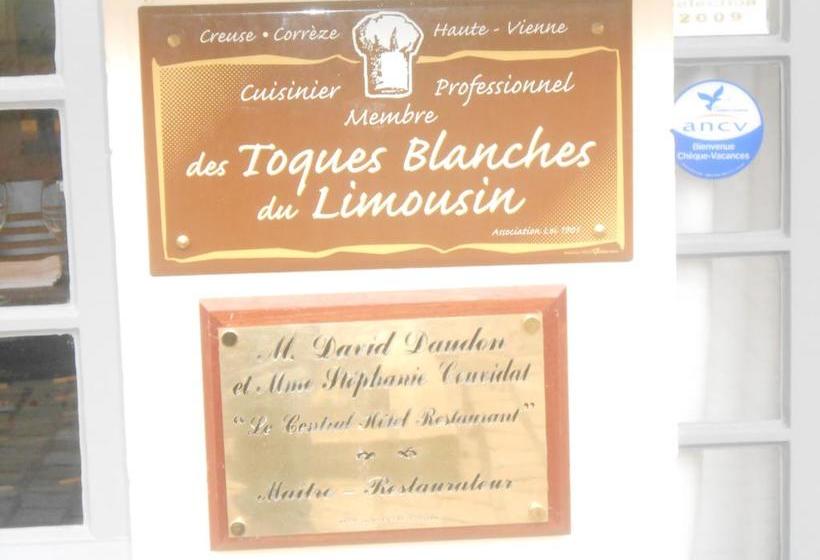 Creuse • Corrèze Haute - Vienne
Cuisinier Professionnel
Membre
des Toques Blanches
du Limousin
Association Loi 1901
M. David Daudon
et Mme Stéphanie Couvidat
“Le Central Hôtel Restaurant”
Maître - Restaurateur
2009
ancv
Bienvenue
Chèque-Vacances